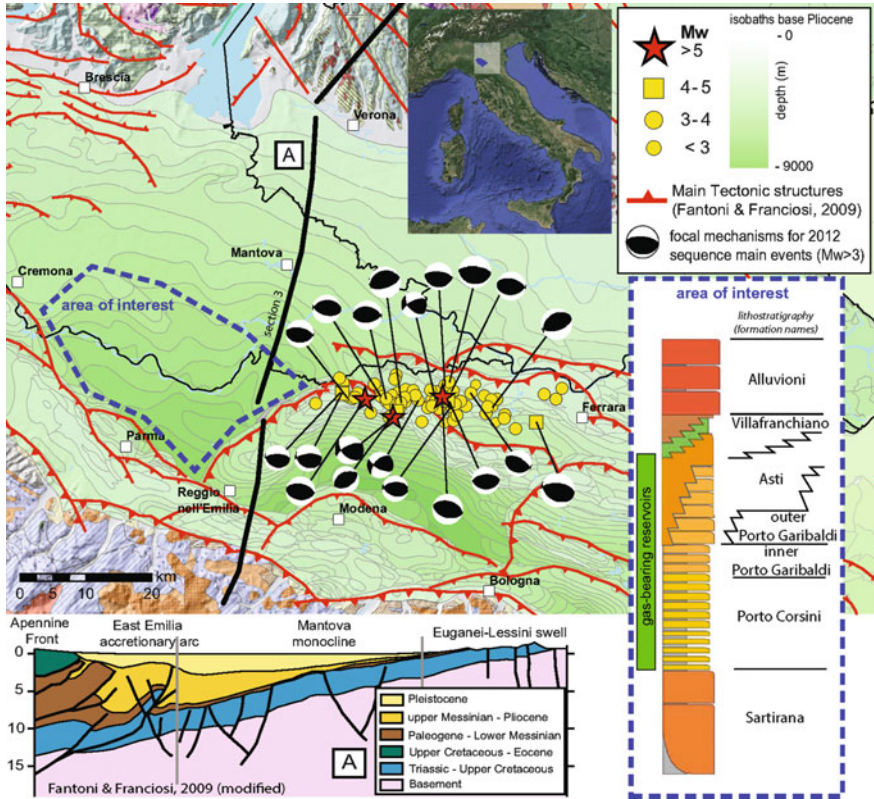 Brescia
Verona
A
Mantova
Cremona
area of interest
section 3
Ferrara
Parma
Reggio
nell'Emilia
Modena
Bologna
0
10
20
km
Mw
>5
4-5
3-4
<3
isobaths base Pliocene
- 0
depth (m)
- 9000
Main Tectonic structures
(Fantoni & Franciosi, 2009)
focal mechanisms for 2012
sequence main events (Mw>3)
area of interest
lithostratigraphy
(formation names)
Alluvioni
Villafranchiano
Asti
outer
Porto Garibaldi
inner
Porto Garibaldi
Porto Corsini
Sartirana
gas-bearing reservoirs
Apennine
Front
East Emilia
accretionary arc
Mantova
monocline
Euganei-Lessini swell
0
5
10
15
Pleistocene
upper Messinian - Pliocene
Paleogene - Lower Messinian
Upper Cretaceous - Eocene
Triassic - Upper Cretaceous
Basement
A
Fantoni & Franciosi, 2009 (modified)